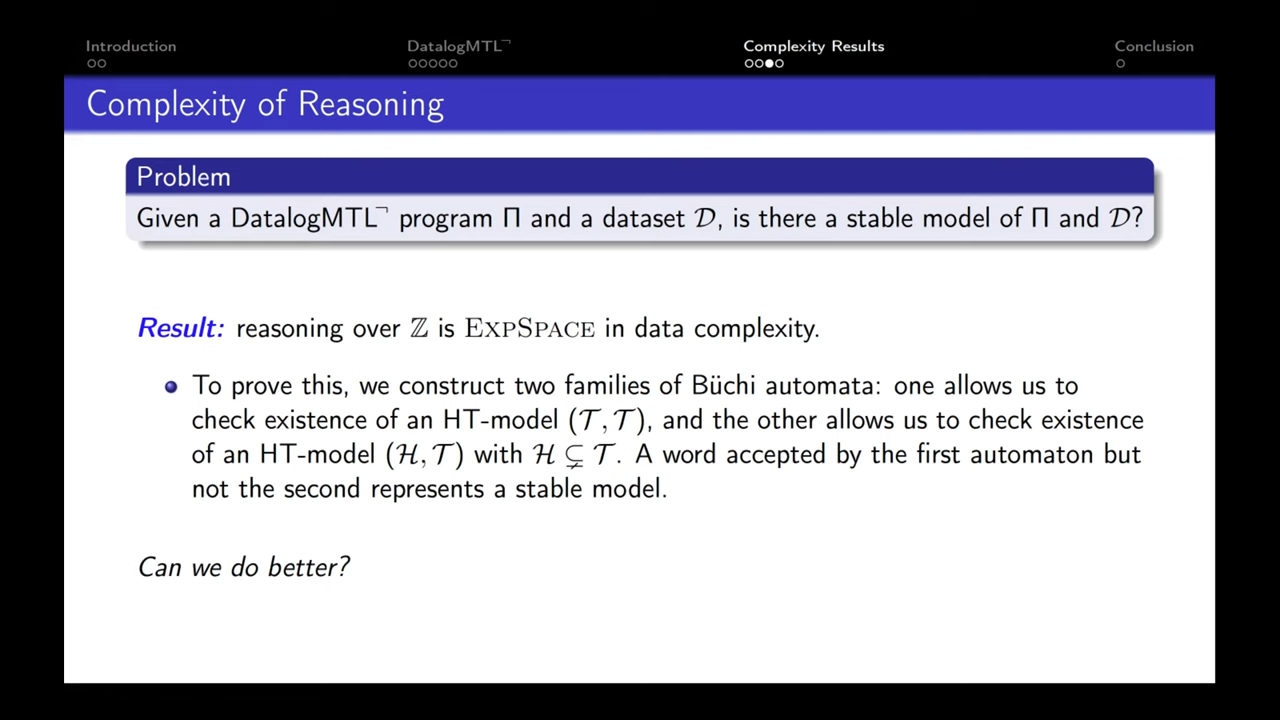 Introduction DatalogMTL¬ Complexity Results Conclusion
Complexity of Reasoning
Problem
Given a DatalogMTL¬ program Π and a dataset 𝒟, is there a stable model of Π and 𝒟?
Result: reasoning over ℤ is ExpSpace in data complexity.
To prove this, we construct two families of Büchi automata: one allows us to
check existence of an HT-model (𝒯, 𝒯), and the other allows us to check existence
of an HT-model (ℋ, 𝒯) with ℋ ⊊ 𝒯. A word accepted by the first automaton but
not the second represents a stable model.
Can we do better?